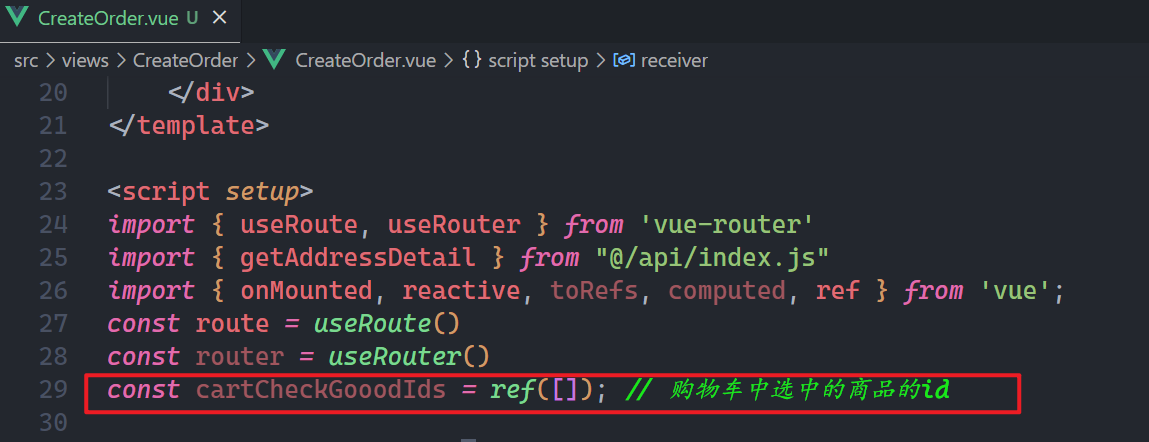 CreateOrder.vue U ×
src > views > CreateOrder > CreateOrder.vue > {} script setup > receiver
20 </div>
21 </template>
22
23 <script setup>
24 import { useRoute, useRouter } from 'vue-router'
25 import { getAddressDetail } from "@/api/index.js"
26 import { onMounted, reactive, toRefs, computed, ref } from 'vue';
27 const route = useRoute()
28 const router = useRouter()
29 const cartCheckGooodIds = ref([]); // 购物车中选中的商品的id
30